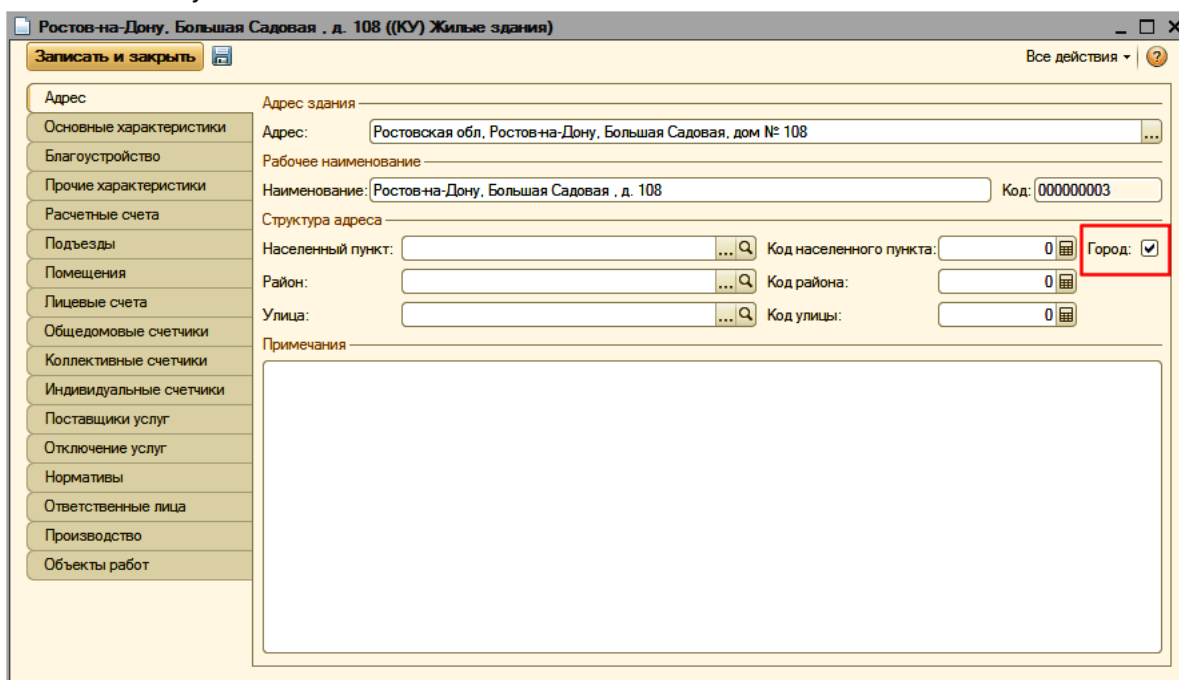 Ростов-на-Дону, Большая Садовая , д. 108 ((КУ) Жилые здания)
Записать и закрыть Все действия
Адрес
Основные характеристики
Благоустройство
Прочие характеристики
Расчетные счета
Подъезды
Помещения
Лицевые счета
Общедомовые счетчики
Коллективные счетчики
Индивидуальные счетчики
Поставщики услуг
Отключение услуг
Нормативы
Ответственные лица
Производство
Объекты работ
Адрес здания
Адрес: Ростовская обл, Ростов-на-Дону, Большая Садовая, дом № 108 ...
Рабочее наименование
Наименование: Ростов-на-Дону, Большая Садовая , д. 108 Код: 000000003
Структура адреса
Населенный пункт: ... Код населенного пункта: 0 Город:
Район: ... Код района: 0
Улица: ... Код улицы: 0
Примечания